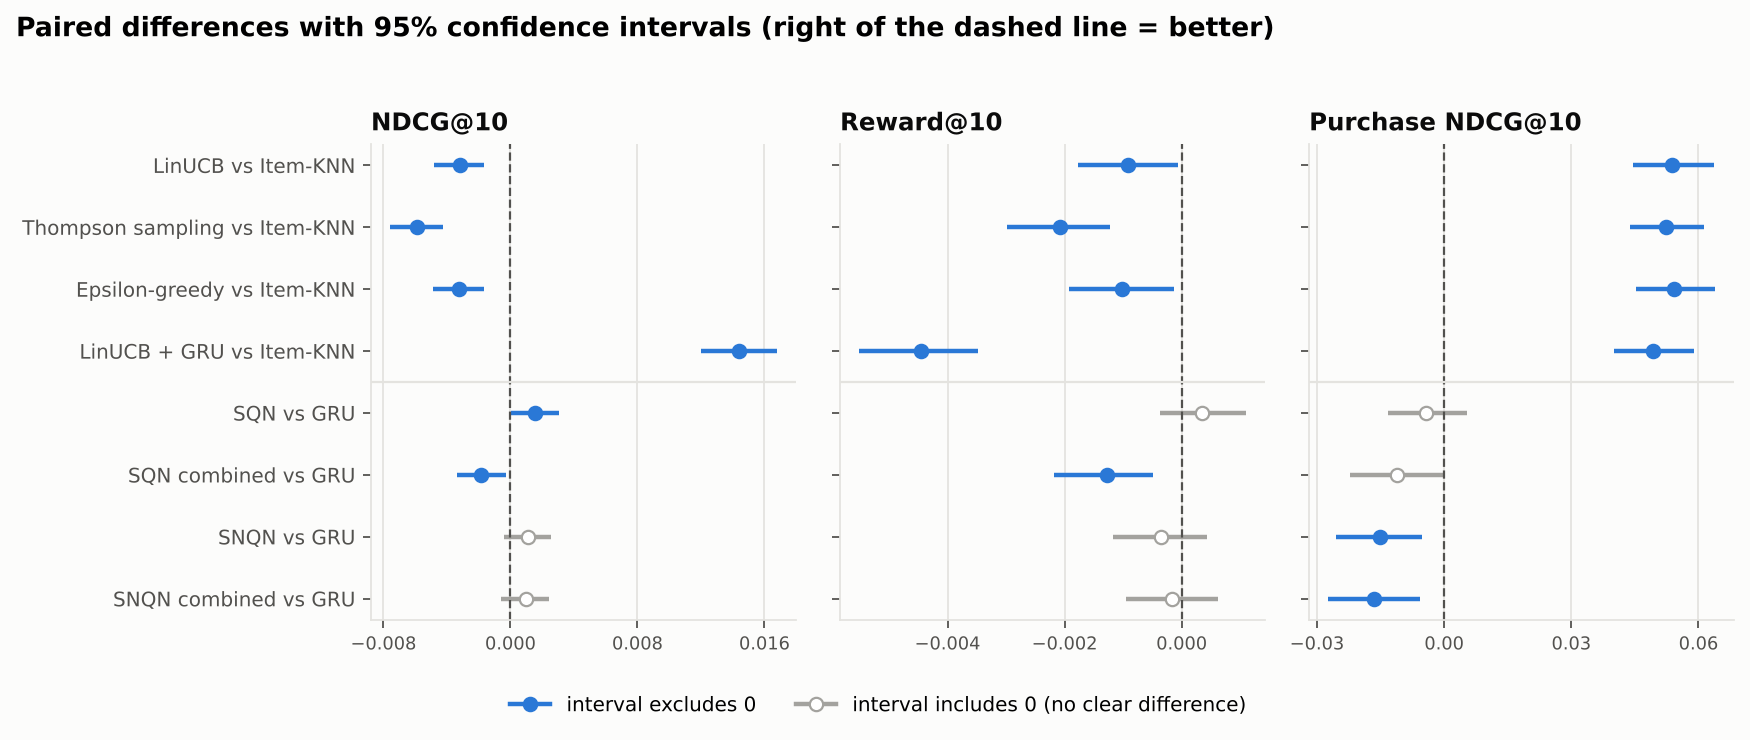 Paired differences with 95% confidence intervals (right of the dashed line = better)
NDCG@10
Reward@10
Purchase NDCG@10
LinUCB vs Item-KNN
Thompson sampling vs Item-KNN
Epsilon-greedy vs Item-KNN
LinUCB + GRU vs Item-KNN
SQN vs GRU
SQN combined vs GRU
SNQN vs GRU
SNQN combined vs GRU
−0.008 0.000 0.008 0.016
−0.004 −0.002 0.000
−0.03 0.00 0.03 0.06
interval excludes 0
interval includes 0 (no clear difference)